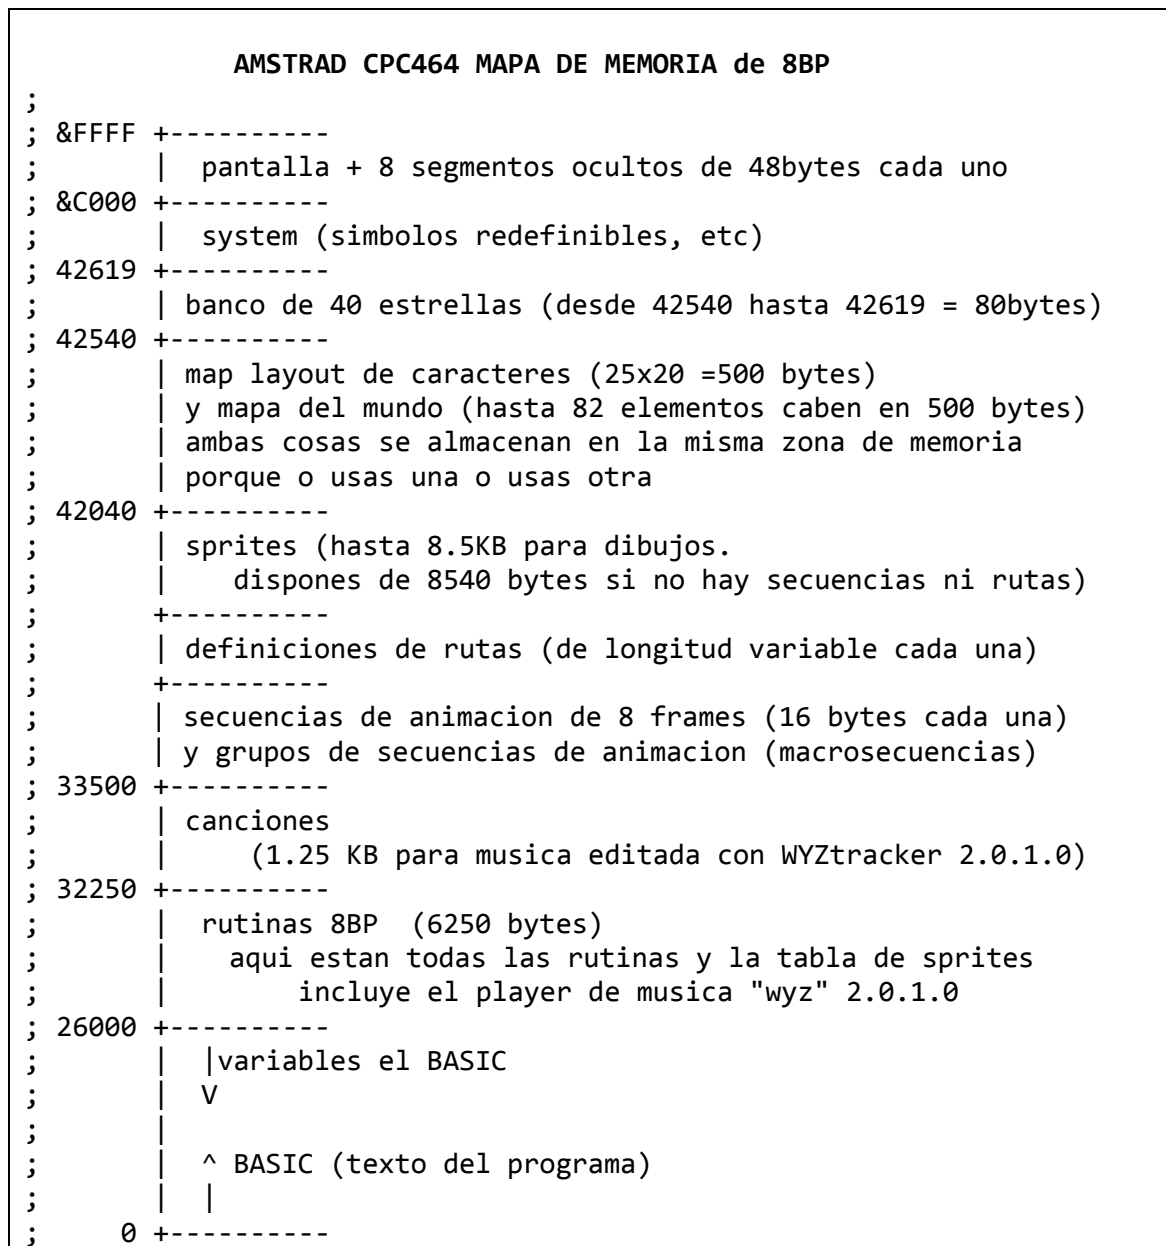 AMSTRAD CPC464 MAPA DE MEMORIA de 8BP
;
; &FFFF +----------
;       |  pantalla + 8 segmentos ocultos de 48bytes cada uno
; &C000 +----------
;       |  system (simbolos redefinibles, etc)
; 42619 +----------
;       | banco de 40 estrellas (desde 42540 hasta 42619 = 80bytes)
; 42540 +----------
;       | map layout de caracteres (25x20 =500 bytes)
;       | y mapa del mundo (hasta 82 elementos caben en 500 bytes)
;       | ambas cosas se almacenan en la misma zona de memoria
;       | porque o usas una o usas otra
; 42040 +----------
;       | sprites (hasta 8.5KB para dibujos.
;       |    dispones de 8540 bytes si no hay secuencias ni rutas)
;       +----------
;       | definiciones de rutas (de longitud variable cada una)
;       +----------
;       | secuencias de animacion de 8 frames (16 bytes cada una)
;       | y grupos de secuencias de animacion (macrosecuencias)
; 33500 +----------
;       | canciones
;       |     (1.25 KB para musica editada con WYZtracker 2.0.1.0)
; 32250 +----------
;       |  rutinas 8BP  (6250 bytes)
;       |    aqui estan todas las rutinas y la tabla de sprites
;       |        incluye el player de musica "wyz" 2.0.1.0
; 26000 +----------
;       |  |variables el BASIC
;       |  V
;       |
;       |  ^ BASIC (texto del programa)
;       |  |
;     0 +----------